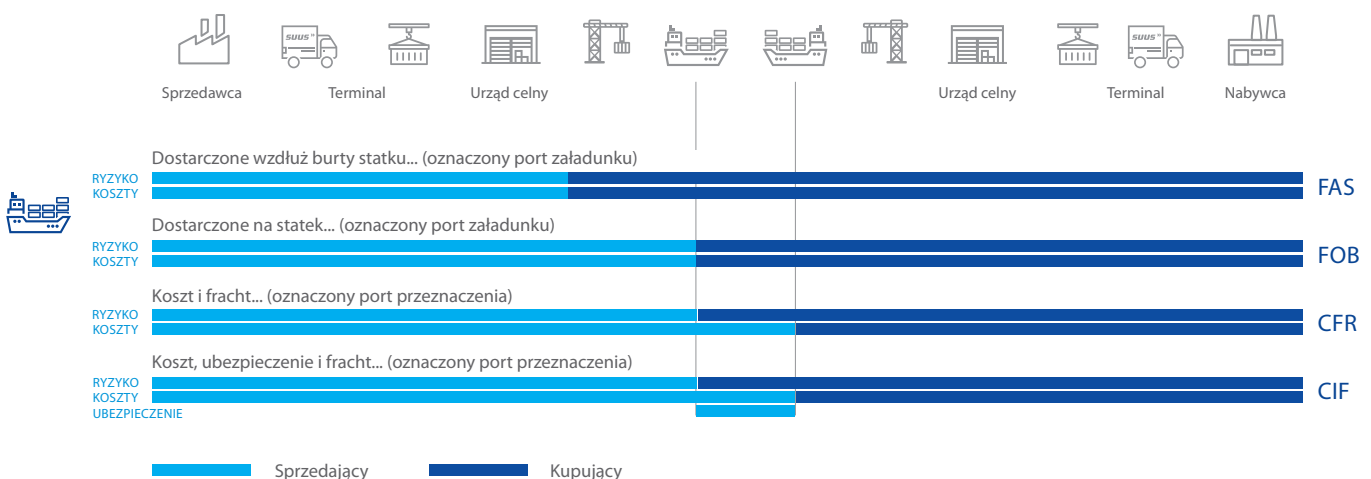 suus
suus
Sprzedawca Terminal Urząd celny Urząd celny Terminal Nabywca
Dostarczone wzdłuż burty statku... (oznaczony port załadunku)
RYZYKO
KOSZTY
FAS
Dostarczone na statek... (oznaczony port załadunku)
RYZYKO
KOSZTY
FOB
Koszt i fracht... (oznaczony port przeznaczenia)
RYZYKO
KOSZTY
CFR
Koszt, ubezpieczenie i fracht... (oznaczony port przeznaczenia)
RYZYKO
KOSZTY
UBEZPIECZENIE
CIF
Sprzedający Kupujący